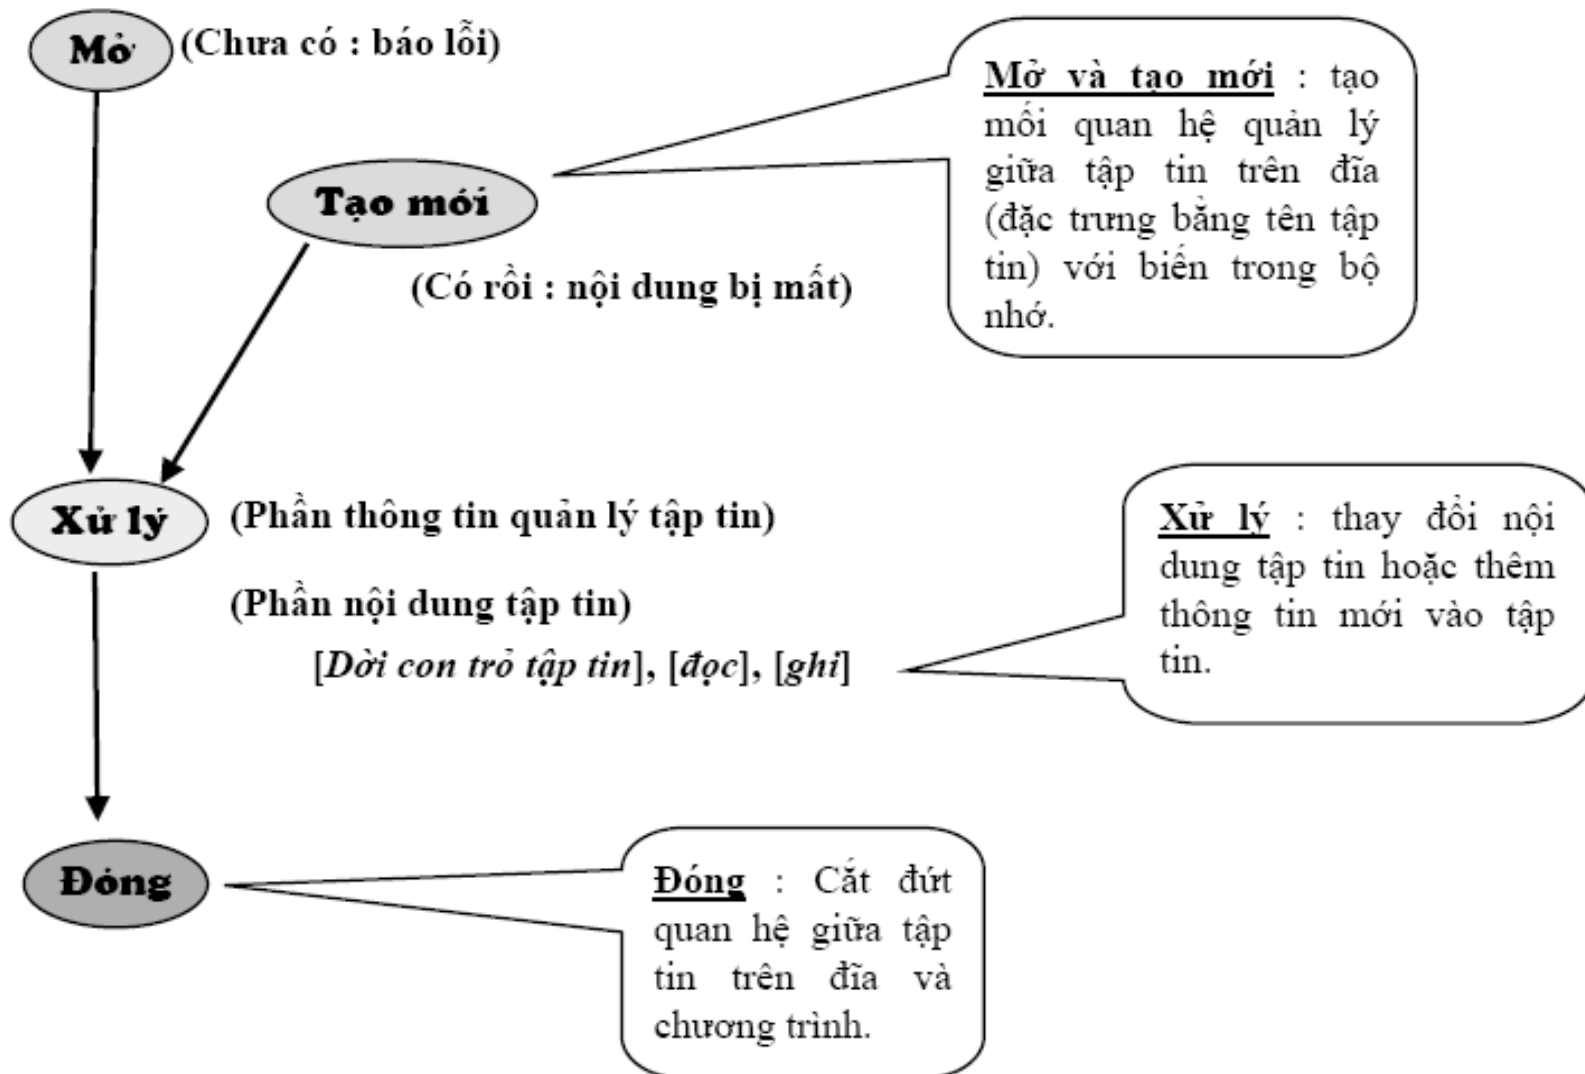 Mở
(Chưa có : báo lỗi)
Mở và tạo mới : tạo
mối quan hệ quản lý
giữa tập tin trên đĩa
(đặc trưng bằng tên tập
tin) với biến trong bộ
nhớ.
Tạo mới
(Có rồi : nội dung bị mất)
Xử lý
(Phần thông tin quản lý tập tin)
(Phần nội dung tập tin)
[Dời con trỏ tập tin], [đọc], [ghi]
Xử lý : thay đổi nội
dung tập tin hoặc thêm
thông tin mới vào tập
tin.
Đóng
Đóng : Cắt đứt
quan hệ giữa tập
tin trên đĩa và
chương trình.